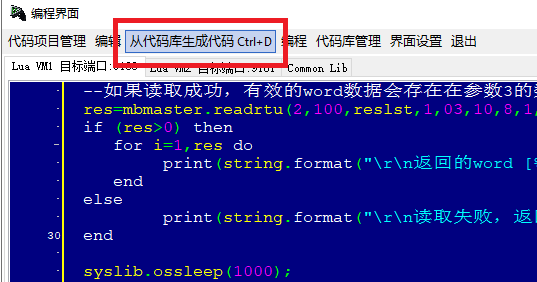 编程界面
代码项目管理 编辑 从代码库生成代码 Ctrl+D 编程 代码库管理 界面设置 退出
Lua VM1 目标端口:
Lua VM2 目标端口:9101 Common Lib
--如果读取成功，有效的word数据会存在在参数3的
res=mbmaster.readrtu(2,100,reslst,1,03,10,8,1,
if (res>0) then
for i=1,res do
print(string.format("\r\n返回的word [
end
else
print(string.format("\r\n读取失败，返
30 end
syslib.ossleep(1000);